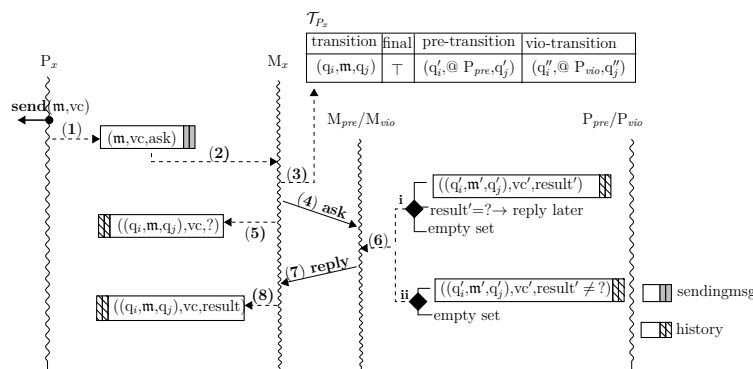 𝒯_{P_x}
transition final pre-transition vio-transition
(q_i,𝔪,q_j) ⊤ (q′_i,@ P_{pre},q′_j) (q″_i,@ P_{vio},q″_j)
P_x M_x
M_{pre}/M_{vio} P_{pre}/P_{vio}
send(𝔪,vc)
(1)
(𝔪,vc,ask)
(2)
(3)
i
((q′_i,𝔪′,q′_j),vc′,result′)
(4) ask
result′=?→ reply later
empty set
((q_i,𝔪,q_j),vc,?)
(5)
(6)
(7) reply
ii
((q′_i,𝔪′,q′_j),vc′,result′ ≠?)
sendingmsg
((q_i,𝔪,q_j),vc,result)
(8)
empty set
history